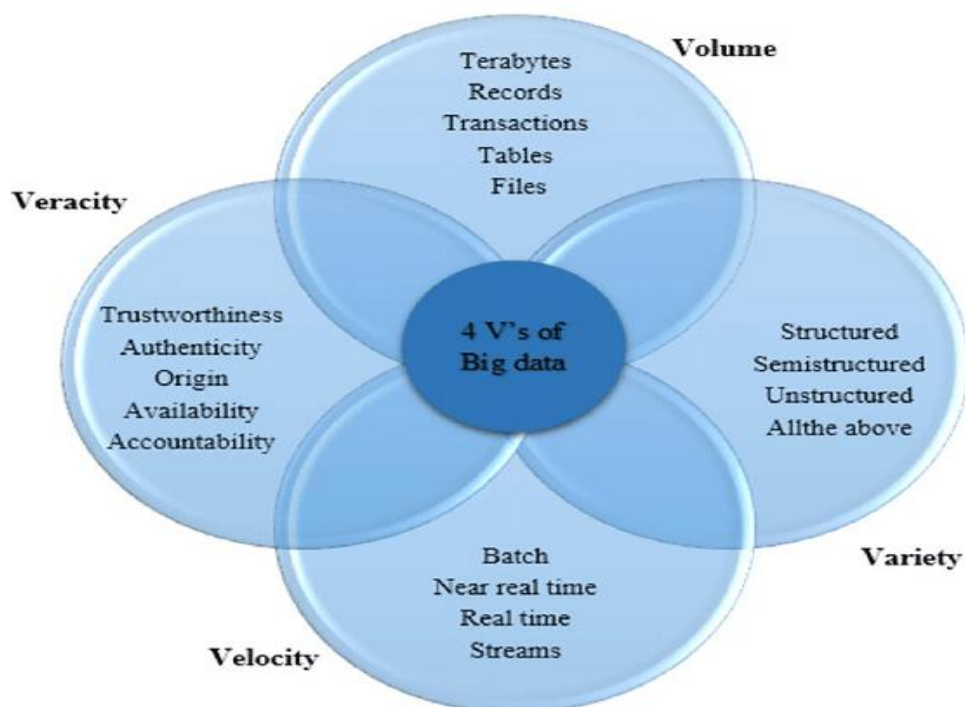 Volume
Terabytes
Records
Transactions
Tables
Files
Veracity
Trustworthiness
Authenticity
Origin
Availability
Accountability
4 V's of
Big data
Structured
Semistructured
Unstructured
Allthe above
Variety
Batch
Near real time
Real time
Streams
Velocity